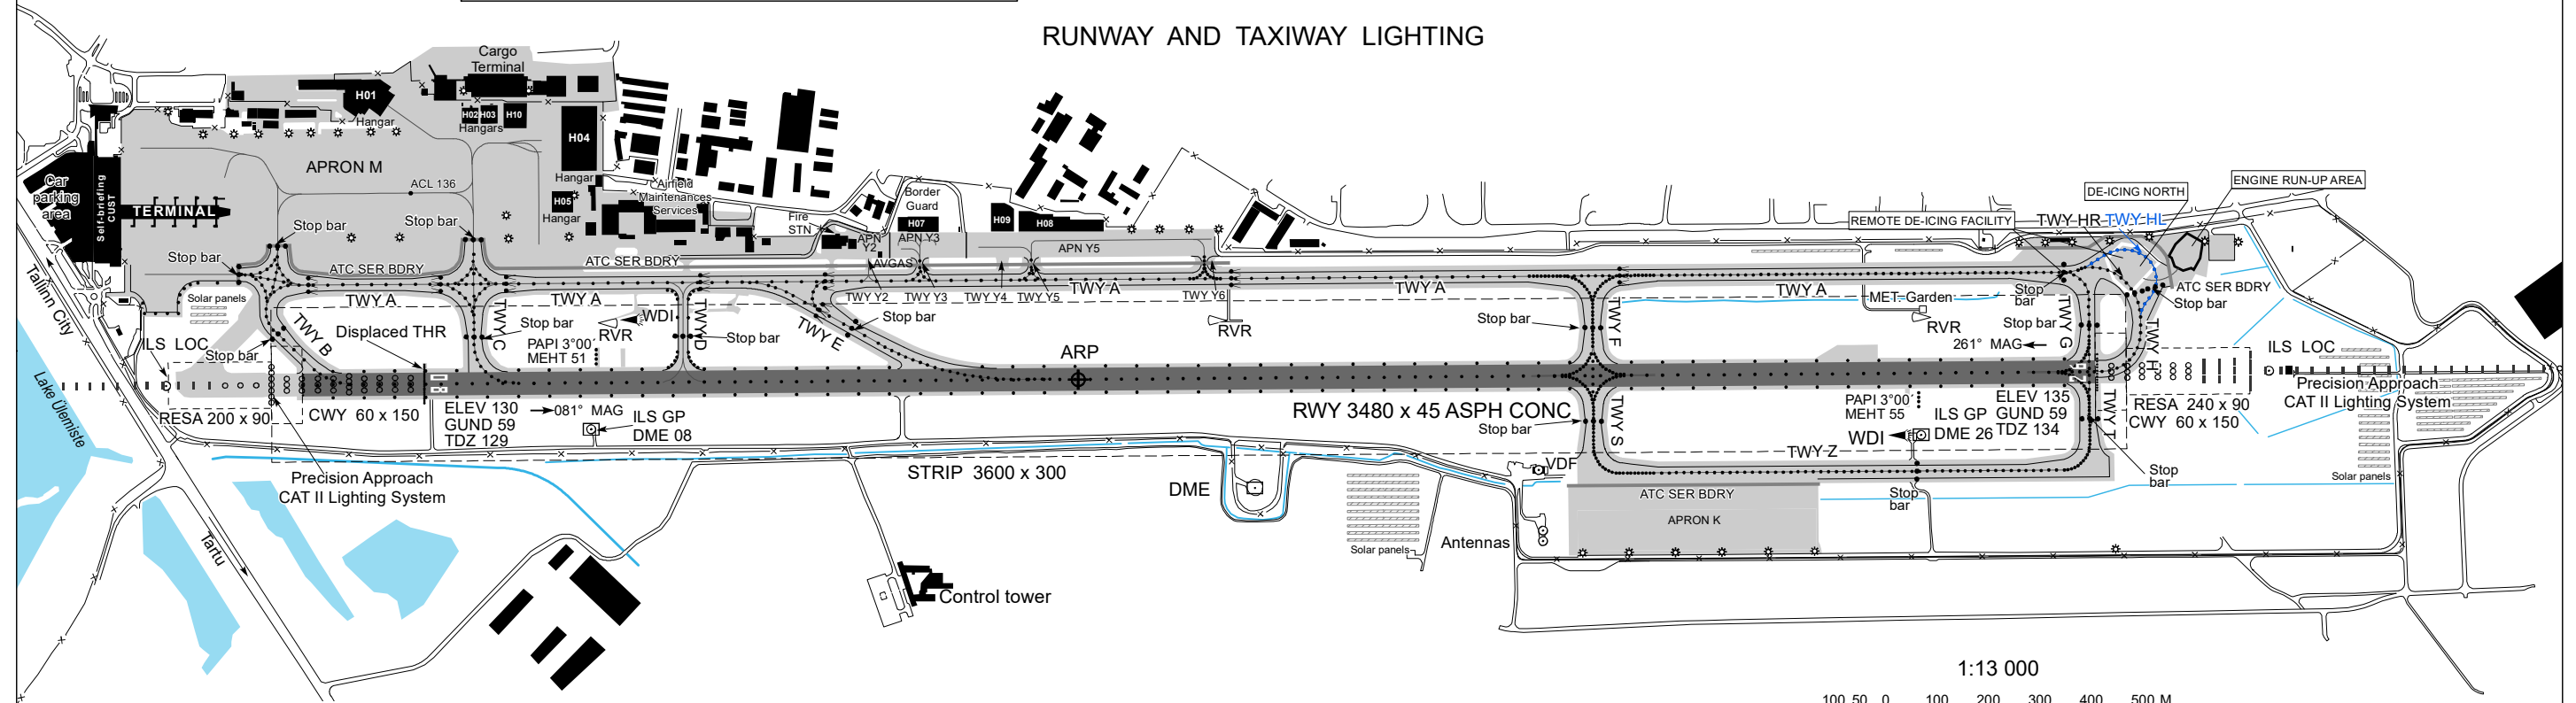 RUNWAY AND TAXIWAY LIGHTING
Cargo
Terminal
H01
Hangar
H02
H03
H10
Hangars
H04
Hangar
H05
Hangar
APRON M
ACL 136
Car
parking
area
Self-briefing
CUST
TERMINAL
Stop bar
Stop bar
Stop bar
Airfield
Maintenances
Services
Fire
STN
Border
Guard
H07
H09
H08
APN
Y2
APN Y3
APN Y5
AVGAS
ATC SER BDRY
ATC SER BDRY
TWY Y2
TWY Y3
TWY Y4
TWY Y5
TWY Y6
DE-ICING NORTH
ENGINE RUN-UP AREA
REMOTE DE-ICING FACILITY
TWY HR
TWY HL
ATC SER BDRY
Stop bar
Stop
bar
Tallinn City
Solar panels
TWY A
TWY A
TWY A
TWY A
TWY A
MET. Garden
TWY B
Displaced THR
TWY C
Stop bar
WDI
RVR
PAPI 3°00´
MEHT 51
TWY D
Stop bar
TWY E
Stop bar
RVR
ARP
Stop bar
TWY F
RVR
261° MAG
Stop bar
TWY G
TWY H
ILS LOC
Stop bar
ILS LOC
Precision Approach
CAT II Lighting System
Lake Ülemiste
RESA 200 x 90
CWY 60 x 150
08
ELEV 130
GUND 59
TDZ 129
081° MAG
ILS GP
DME 08
RWY 3480 x 45 ASPH CONC
Stop bar
TWY S
PAPI 3°00´
MEHT 55
ILS GP
DME 26
WDI
ELEV 135
GUND 59
TDZ 134
RESA 240 x 90
CWY 60 x 150
TWY Z
Stop
bar
Stop
bar
Solar panels
Precision Approach
CAT II Lighting System
STRIP 3600 x 300
DME
VDF
ATC SER BDRY
APRON K
Antennas
Solar panels
Tartu
Control tower
1:13 000
100 50 0 100 200 300 400 500 M